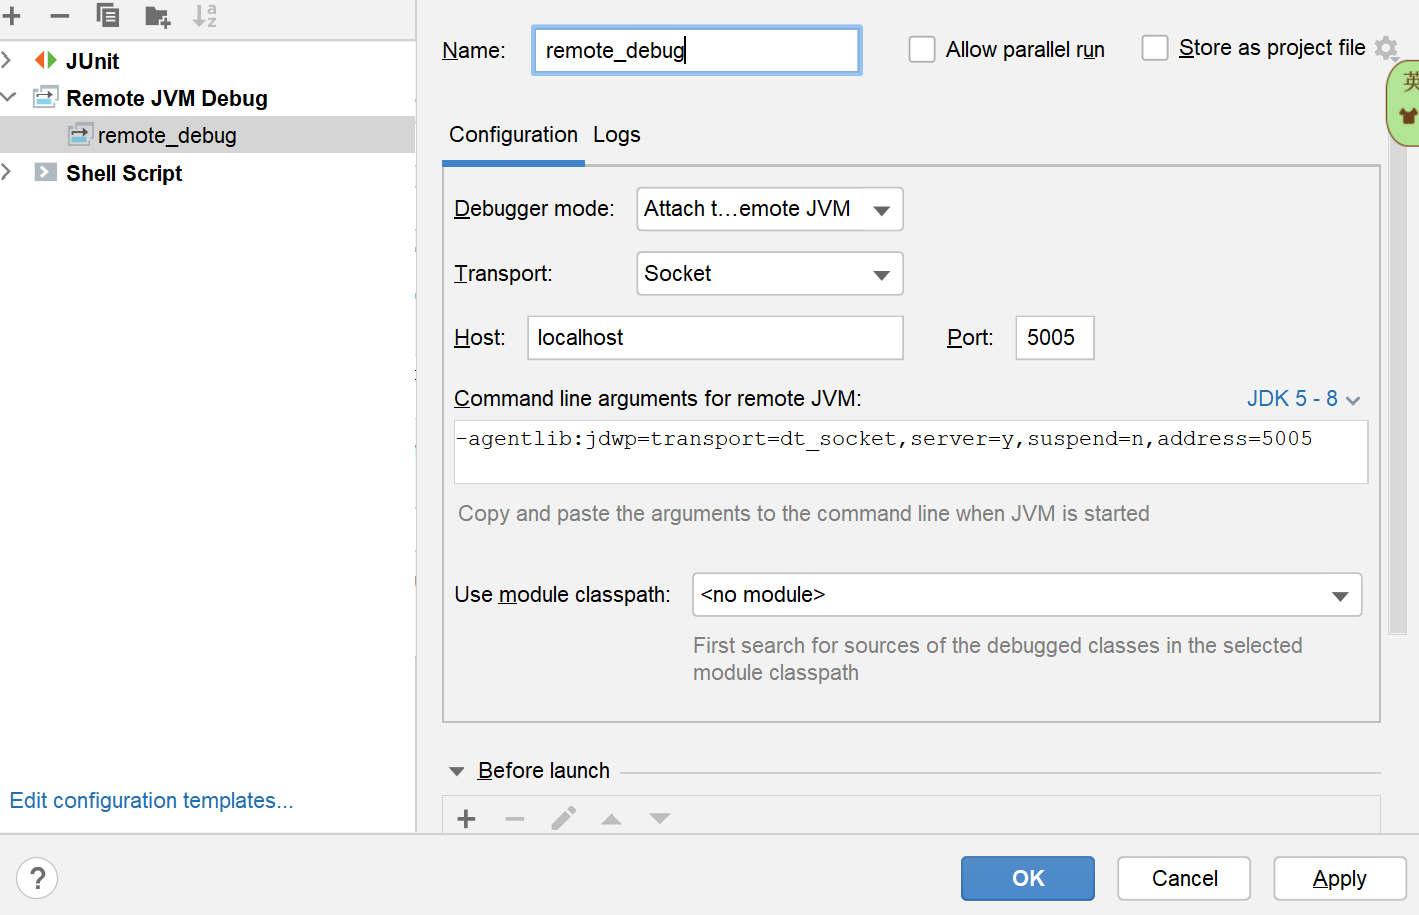 Name:
remote_debug
Allow parallel run
Store as project file
英
JUnit
Remote JVM Debug
remote_debug
Shell Script
Configuration Logs
Debugger mode:
Attach t...emote JVM
Transport:
Socket
Host:
localhost
Port:
5005
Command line arguments for remote JVM:
JDK 5 - 8
-agentlib:jdwp=transport=dt_socket,server=y,suspend=n,address=5005
Copy and paste the arguments to the command line when JVM is started
Use module classpath:
<no module>
First search for sources of the debugged classes in the selected
module classpath
Before launch
Edit configuration templates...
?
OK
Cancel
Apply